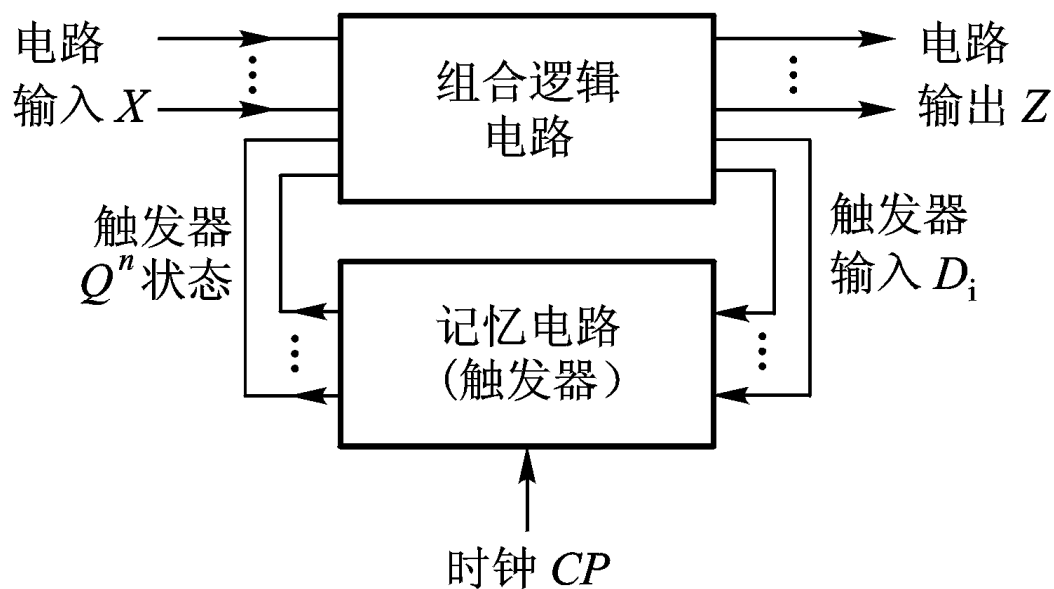 电路
输入 X
组合逻辑
电路
电路
输出 Z
触发器
Qⁿ 状态
触发器
输入 Dᵢ
记忆电路
(触发器）
时钟 CP